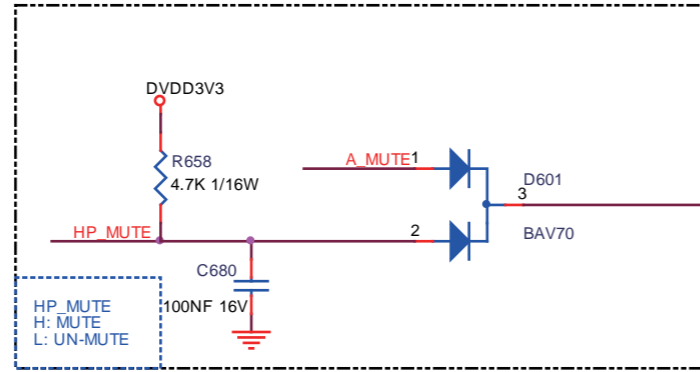 DVDD3V3
R658
4.7K 1/16W
A_MUTE
1
D601
3
HP_MUTE
2
BAV70
C680
100NF 16V
HP_MUTE
H: MUTE
L: UN-MUTE